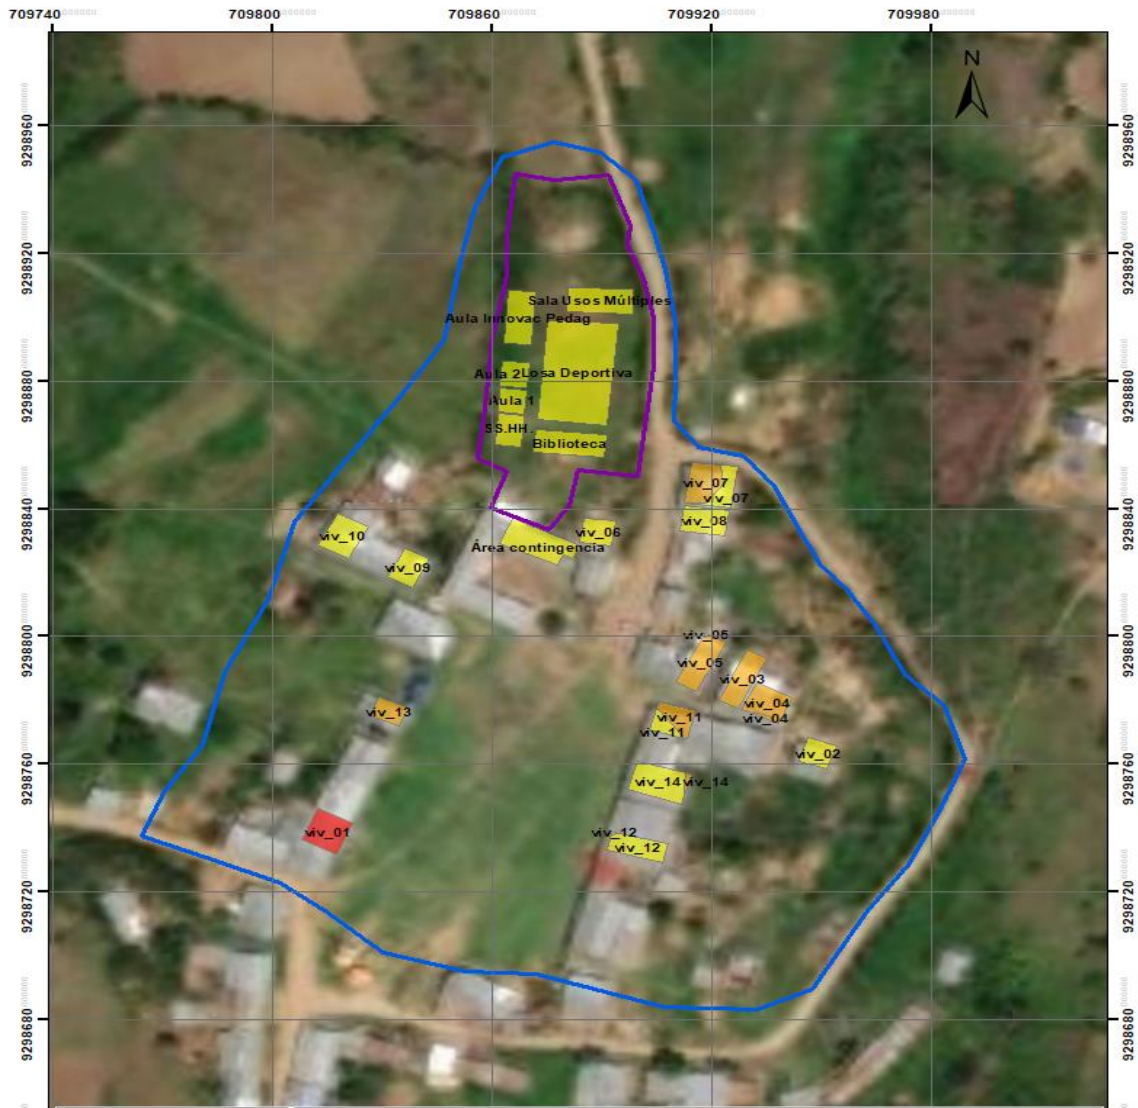 709740 709800 709860 709920 709980
N
9298960 9298960
9298920 9298920
Sala Usos Múltiples
Aula Innovac Pedag
9298880 9298880
Aula 2 Losa Deportiva
Aula 1
SS.HH.
Biblioteca
viv_07
viv_07
9298840 9298840
viv_08
viv_06
viv_10
Área contingencia
viv_09
9298800 9298800
viv_05
viv_05
viv_03
viv_04
viv_13
viv_11
viv_04
viv_11
9298760 9298760
viv_02
viv_14 viv_14
viv_01
viv_12
viv_12
9298720 9298720
9298680 9298680